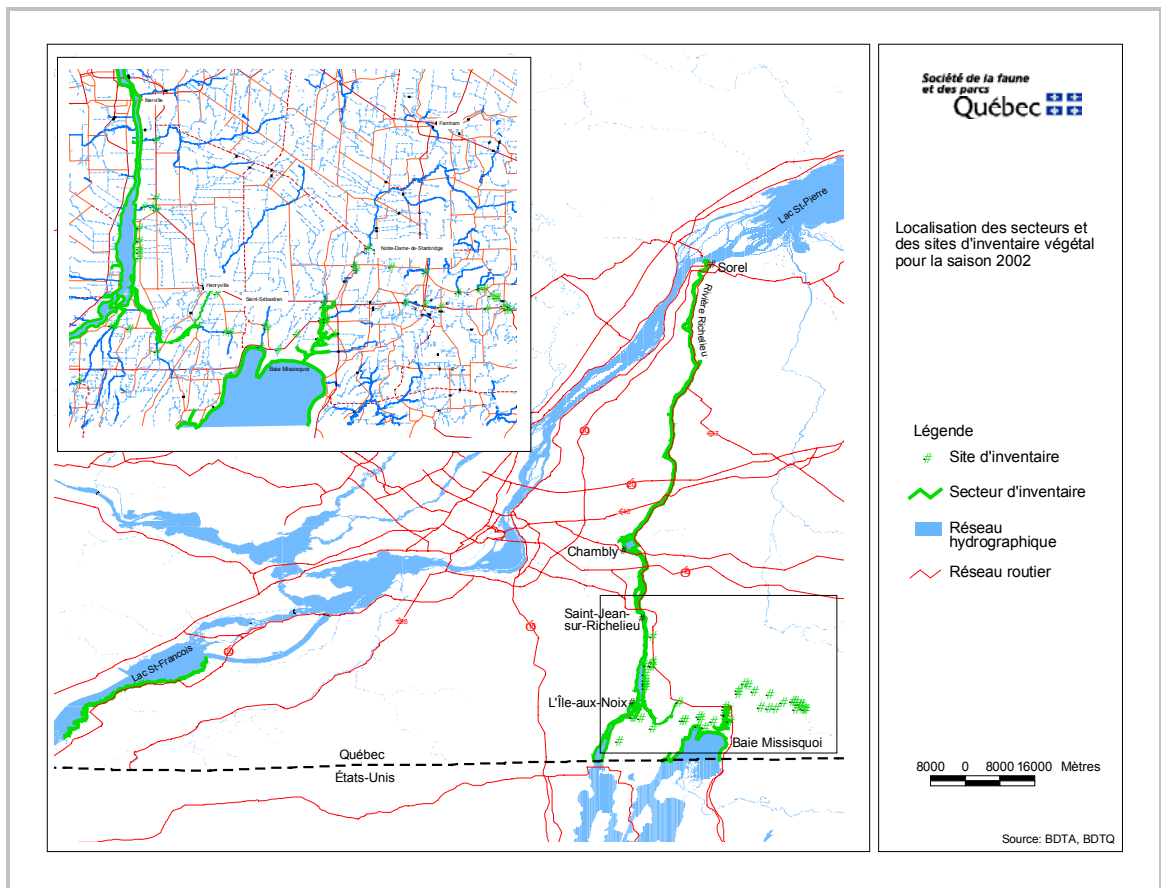 Iberville
Farnham
Notre-Dame-de-Stanbridge
Henryville
Saint-Sébastien
Baie Missisquoi
Lac St-Pierre
Sorel
Rivière Richelieu
Chambly
Saint-Jean-
sur-Richelieu
Lac St-François
L'Île-aux-Noix
Baie Missisquoi
Québec
États-Unis
Société de la faune
et des parcs
Québec
Localisation des secteurs et
des sites d'inventaire végétal
pour la saison 2002
Légende
Site d'inventaire
Secteur d'inventaire
Réseau
hydrographique
Réseau routier
8000 0 8000 16000 Mètres
Source: BDTA, BDTQ